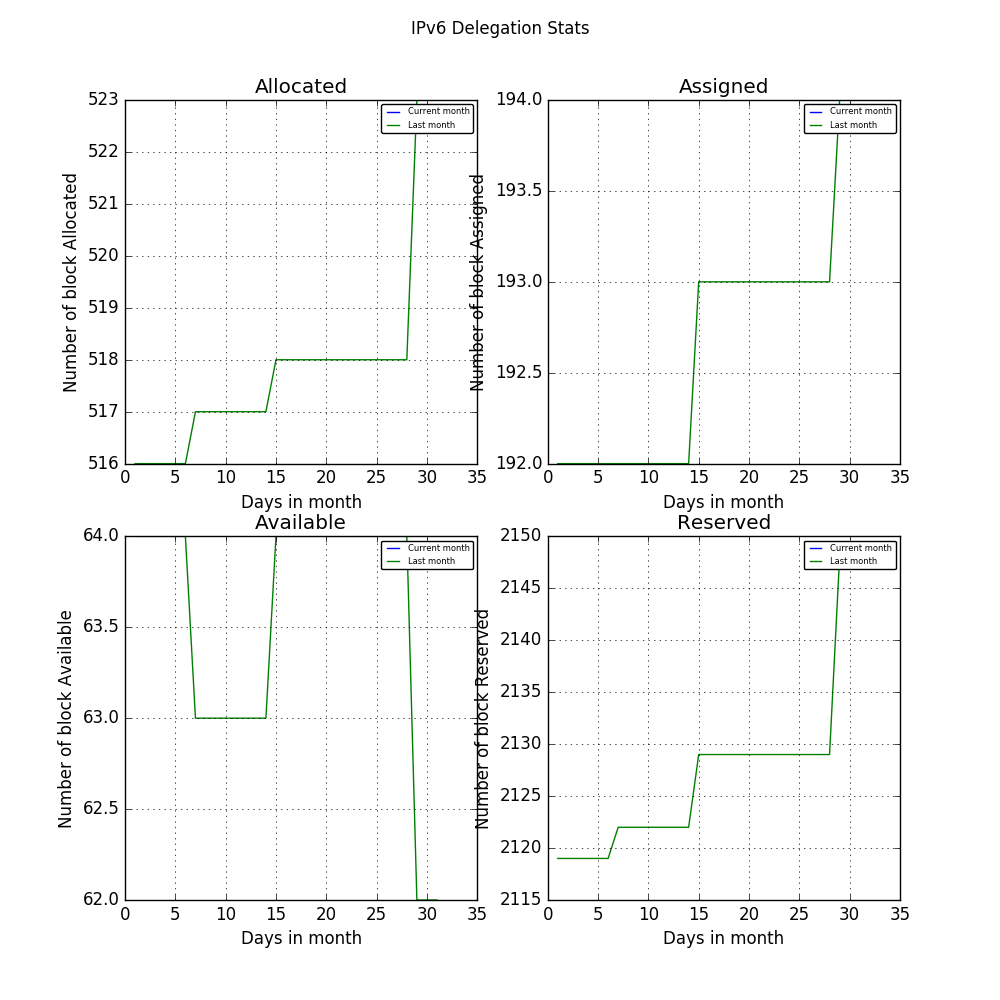 IPv6 Delegation Stats
Allocated
523
522
521
520
519
518
517
516
Number of block Allocated
Current month
Last month
0 5 10 15 20 25 30 35
Days in month
Assigned
194.0
193.5
193.0
192.5
192.0
Number of block Assigned
Current month
Last month
0 5 10 15 20 25 30 35
Days in month
Available
64.0
63.5
63.0
62.5
62.0
Number of block Available
Current month
Last month
0 5 10 15 20 25 30 35
Days in month
Reserved
2150
2145
2140
2135
2130
2125
2120
2115
Number of block Reserved
Current month
Last month
0 5 10 15 20 25 30 35
Days in month